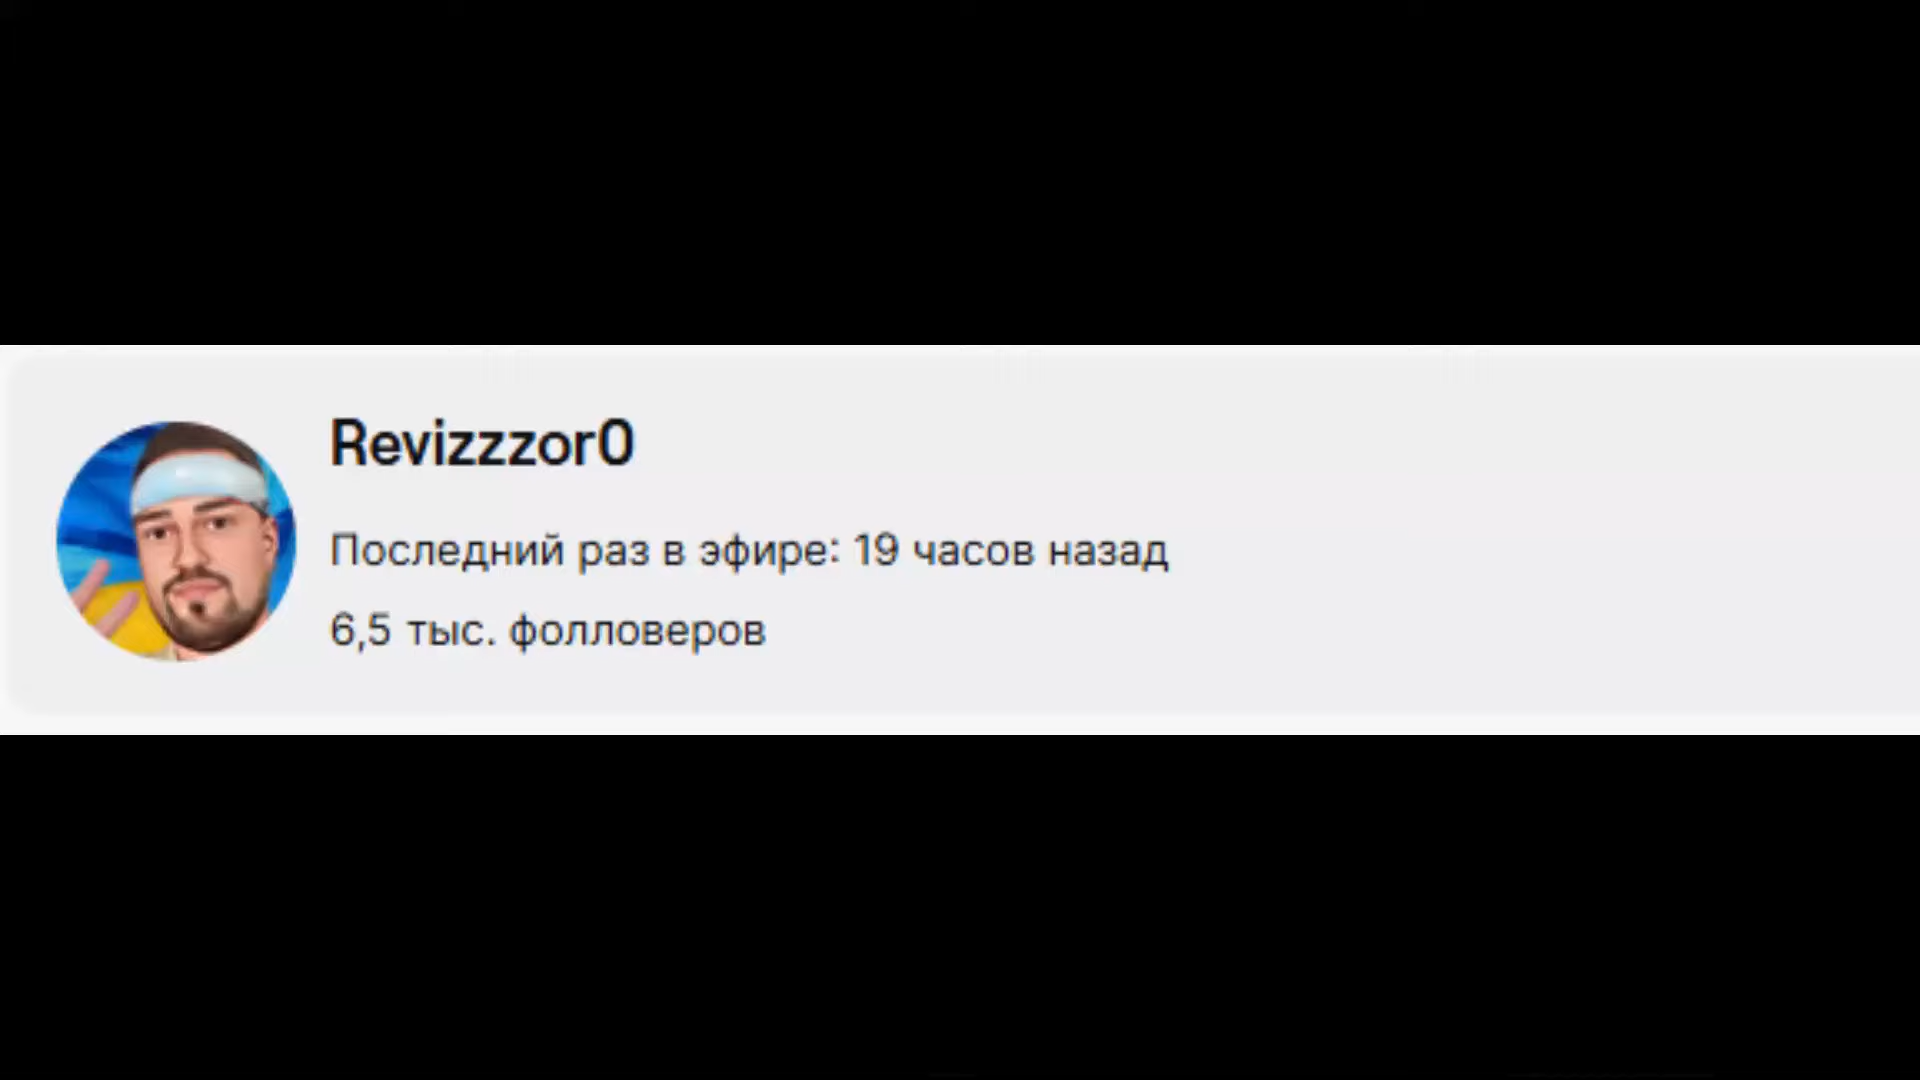 Revizzzor0
Последний раз в эфире: 19 часов назад
6,5 тыс. фолловеров